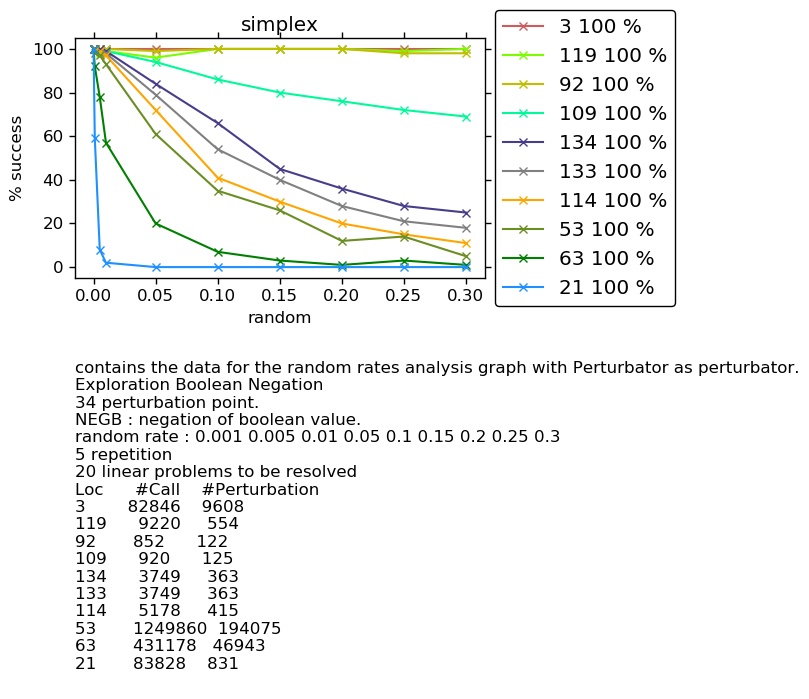 simplex
100
80
60
40
20
0
% success
0.00 0.05 0.10 0.15 0.20 0.25 0.30
random
3 100 %
119 100 %
92 100 %
109 100 %
134 100 %
133 100 %
114 100 %
53 100 %
63 100 %
21 100 %
contains the data for the random rates analysis graph with Perturbator as perturbator.
Exploration Boolean Negation
34 perturbation point.
NEGB : negation of boolean value.
random rate : 0.001 0.005 0.01 0.05 0.1 0.15 0.2 0.25 0.3
5 repetition
20 linear problems to be resolved
Loc #Call #Perturbation
3 82846 9608
119 9220 554
92 852 122
109 920 125
134 3749 363
133 3749 363
114 5178 415
53 1249860 194075
63 431178 46943
21 83828 831